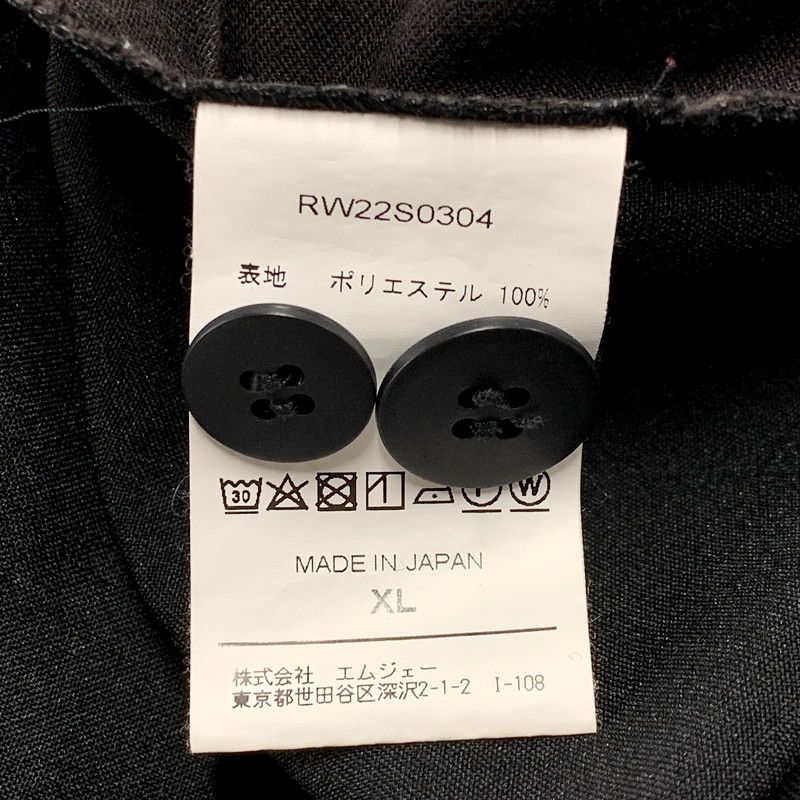 RW22S0304
表地 ポリエステル 100%
30 W
MADE IN JAPAN
XL
株式会社 エムジェー
東京都世田谷区深沢2-1-2 I-108